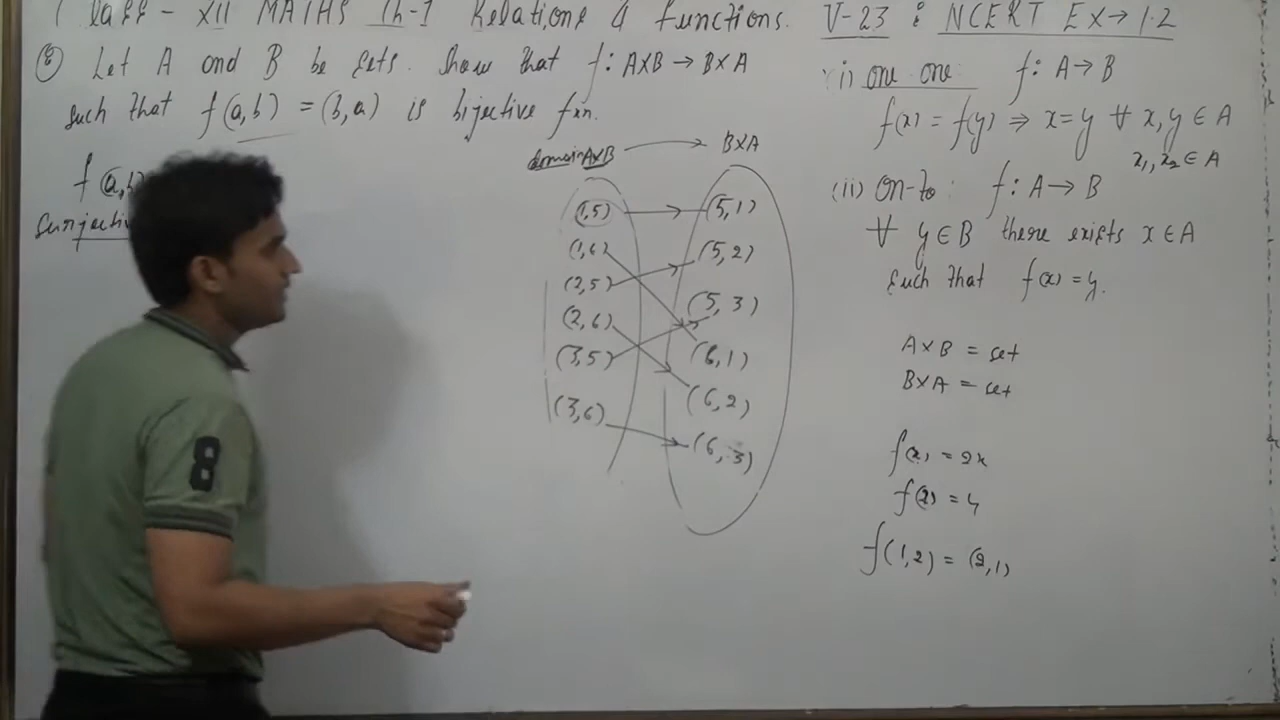 Class - XII MATHS Ch-1 Relations & functions. V-23 : NCERT EX→1.2
⑧ Let A and B be sets. Show that f: A×B → B×A
such that f(a,b) = (b,a) is bijective fxn.
f(a,b)
domain A×B → B×A
(1,5) (5,1)
(1,6) (5,2)
(2,5) (5,3)
(2,6) (6,1)
(3,5) (6,2)
(3,6) (6,3)
(i) one one: f: A→B
f(x) = f(y) ⇒ x=y ∀ x,y ∈ A
x₁, x₂ ∈ A
(ii) On-to: f: A→B
∀ y∈B there exists x∈A
Such that f(x) = y.
A×B = set
B×A = set
f(x) = 2x
f(2) = 4
f(1,2) = (2,1)
8